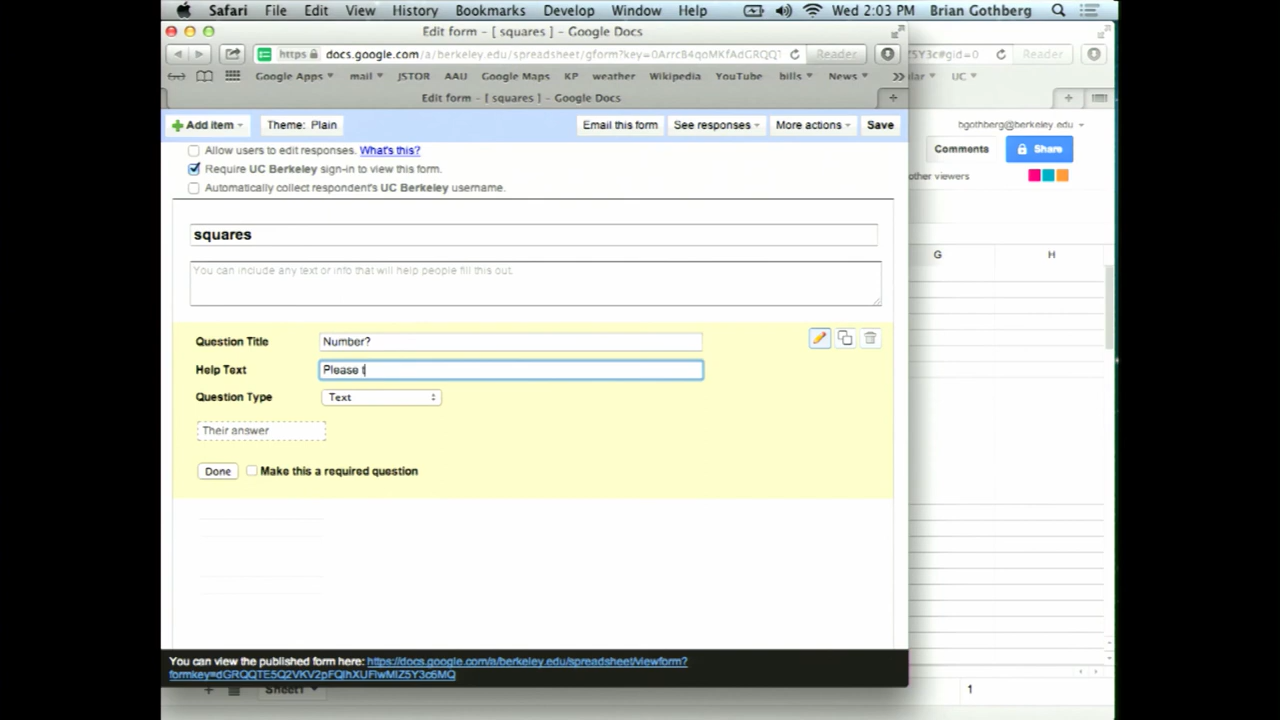 Safari File Edit View History Bookmarks Develop Window Help Wed 2:03 PM Brian Gothberg
Edit form - [ squares ] - Google Docs
https docs.google.com/a/berkeley.edu/spreadsheet/gform?key=0Arrc84qoMKfAdGRQQT Reader
Z5Y3c#gid=0 Reader
Google Apps mail JSTOR AAU Google Maps KP weather Wikipedia YouTube bills News
UC
Edit form - [ squares ] - Google Docs
Add item Theme: Plain Email this form See responses More actions Save
bgothberg@berkeley.edu
Allow users to edit responses. What's this?
Comments Share
Require UC Berkeley sign-in to view this form.
other viewers
Automatically collect respondent's UC Berkeley username.
squares
G H
You can include any text or info that will help people fill this out.
Question Title Number?
Help Text Please t
Question Type Text
Their answer
Done Make this a required question
You can view the published form here: https://docs.google.com/a/berkeley.edu/spreadsheet/viewform?
Sheet1 1